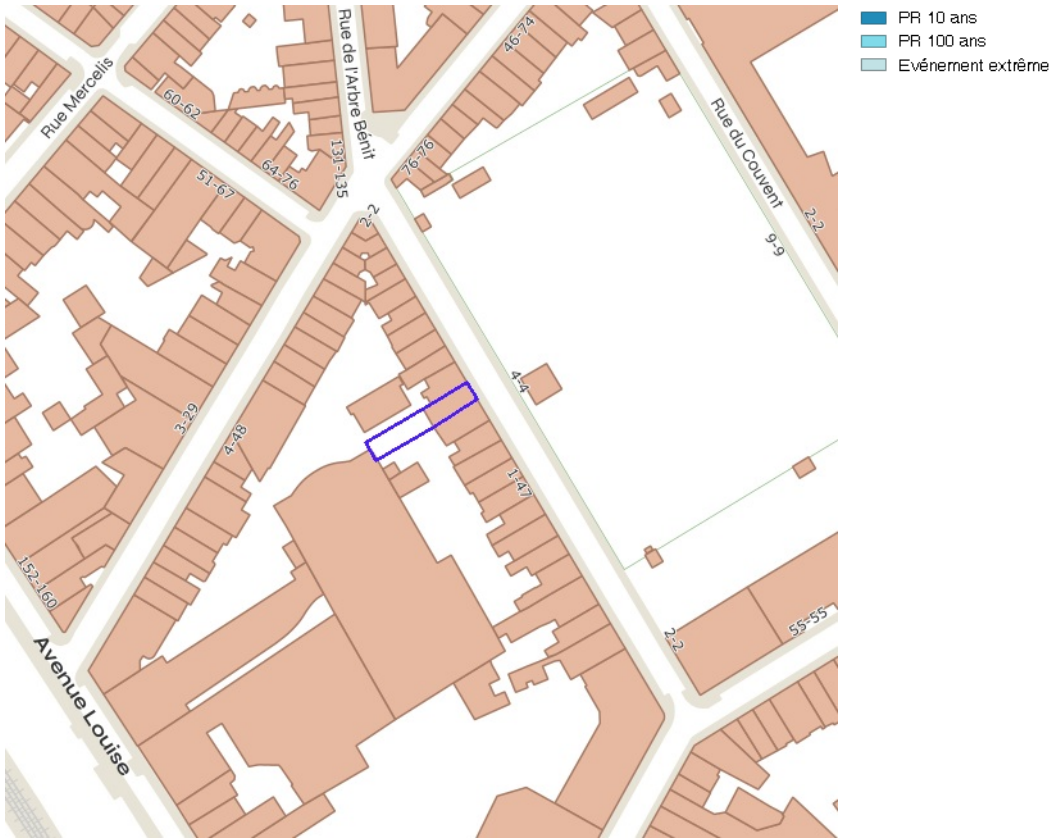 PR 10 ans
PR 100 ans
Evénement extrême
Rue de l'Arbre Bénit
46-74
Rue Mercelis
60-62
Rue du Couvent
131-135
76-76
64-76
51-67
2-2
2-2
9-9
4-4
3-29
4-48
1-47
152-160
Avenue Louise
2-2
55-55